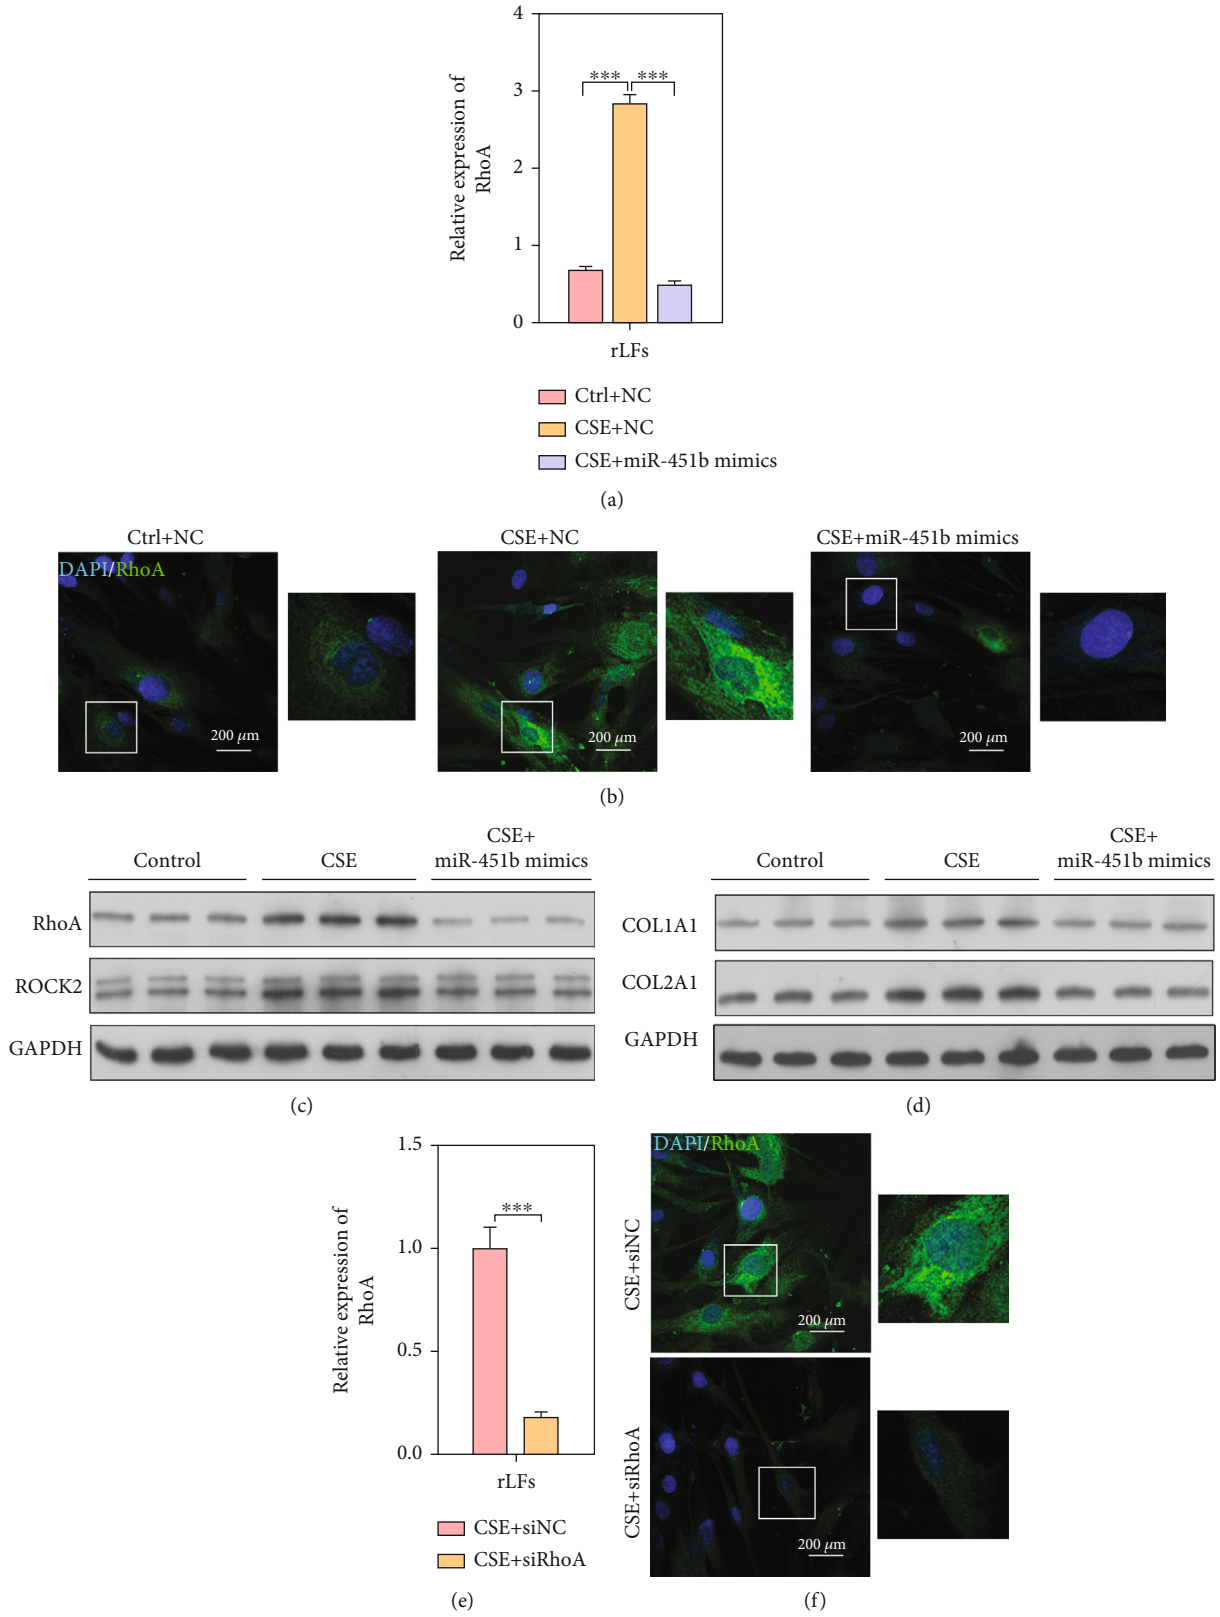 4
3
2
1
0
Relative expression of
RhoA
***
***
rLFs
Ctrl+NC
CSE+NC
CSE+miR-451b mimics
(a)
Ctrl+NC
CSE+NC
CSE+miR-451b mimics
DAPI/RhoA
200 μm
200 μm
200 μm
(b)
Control
CSE
CSE+
miR-451b mimics
RhoA
ROCK2
GAPDH
(c)
Control
CSE
CSE+
miR-451b mimics
COL1A1
COL2A1
GAPDH
(d)
1.5
1.0
0.5
0.0
Relative expression of
RhoA
***
rLFs
CSE+siNC
CSE+siRhoA
(e)
DAPI/RhoA
CSE+siNC
200 μm
CSE+siRhoA
200 μm
(f)